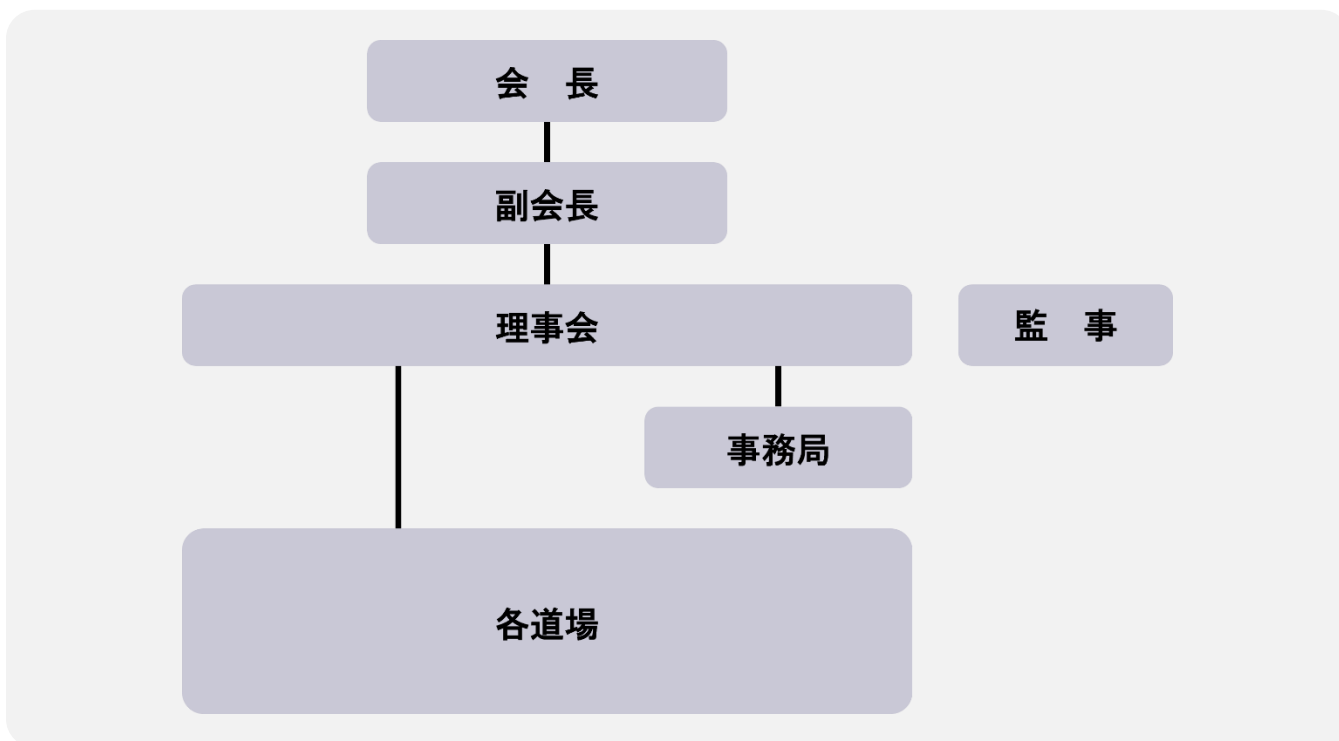 会　長
副会長
理事会
監　事
事務局
各道場